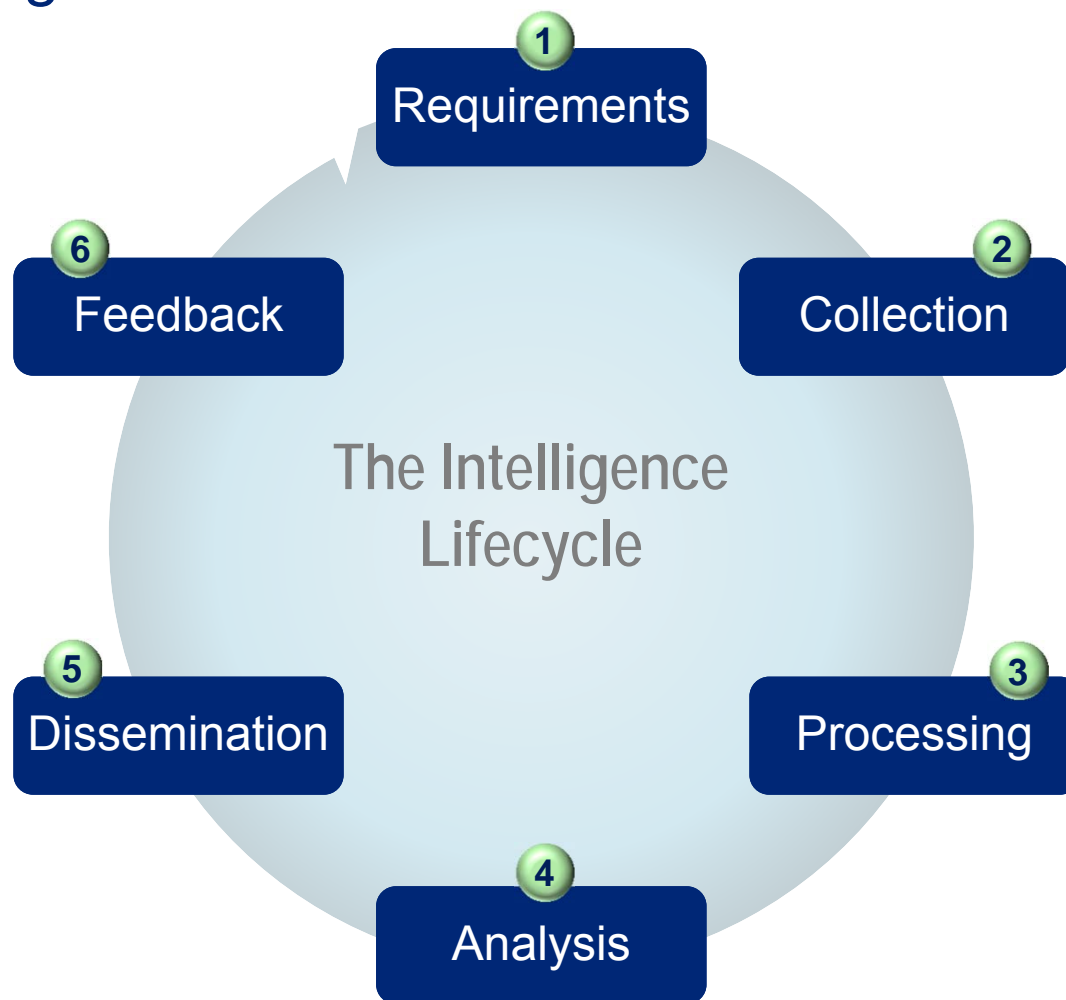 1
Requirements
2
Collection
3
Processing
4
Analysis
5
Dissemination
6
Feedback
The Intelligence
Lifecycle